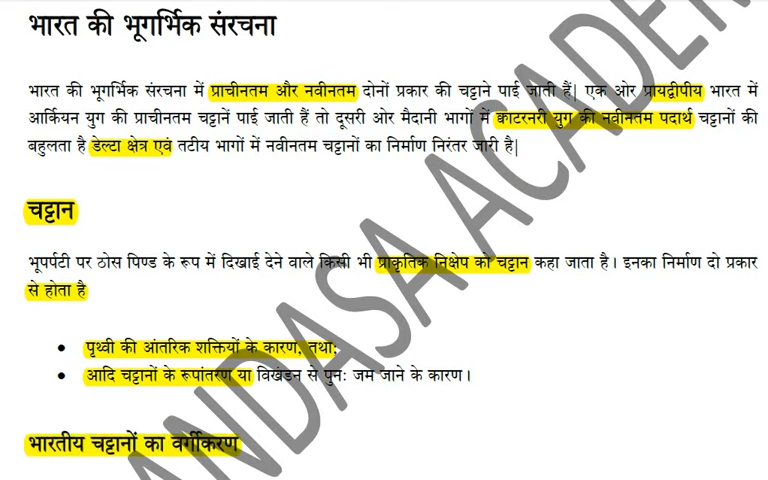 भारत की भूगर्भिक संरचना
भारत की भूगर्भिक संरचना में प्राचीनतम और नवीनतम दोनों प्रकार की चट्टाने पाई जाती हैं| एक ओर प्रायद्वीपीय भारत में
आर्कियन युग की प्राचीनतम चट्टानें पाई जाती हैं तो दूसरी ओर मैदानी भागों में क्वाटरनरी युग की नवीनतम पदार्थ चट्टानों की
बहुलता है डेल्टा क्षेत्र एवं तटीय भागों में नवीनतम चट्टानों का निर्माण निरंतर जारी है|
चट्टान
भूपर्पटी पर ठोस पिण्ड के रूप में दिखाई देने वाले किसी भी प्राकृतिक निक्षेप को चट्टान कहा जाता है। इनका निर्माण दो प्रकार
से होता है
• पृथ्वी की आंतरिक शक्तियों के कारण, तथा;
• आदि चट्टानों के रूपांतरण या विखंडन से पुनः जम जाने के कारण।
भारतीय चट्टानों का वर्गीकरण
ANDASA ACADEM